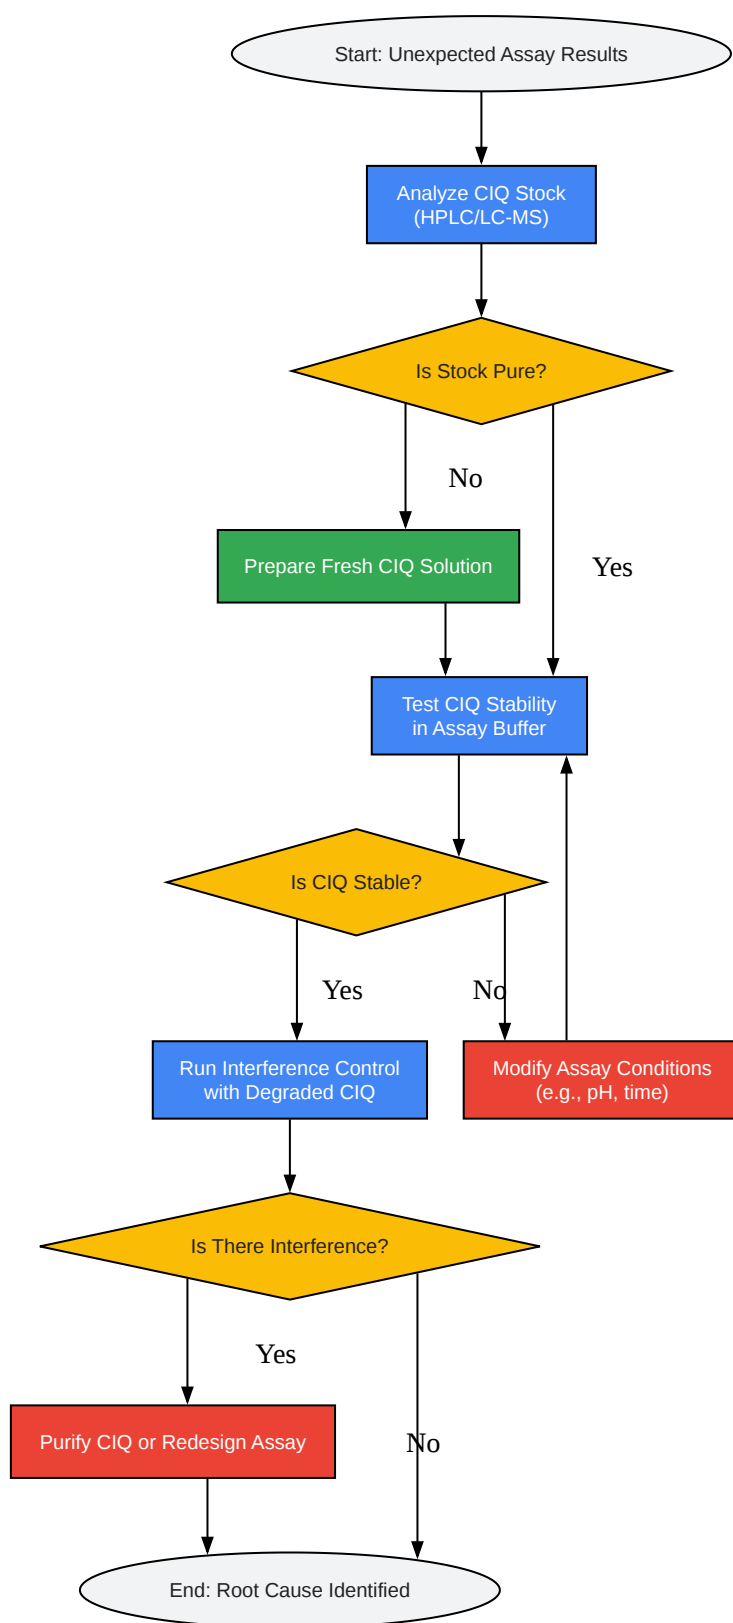 Start: Unexpected Assay Results
Analyze CIQ Stock
(HPLC/LC-MS)
Is Stock Pure?
No
Prepare Fresh CIQ Solution
Yes
Test CIQ Stability
in Assay Buffer
Is CIQ Stable?
Yes
No
Run Interference Control
with Degraded CIQ
Modify Assay Conditions
(e.g., pH, time)
Is There Interference?
Yes
Purify CIQ or Redesign Assay
No
End: Root Cause Identified